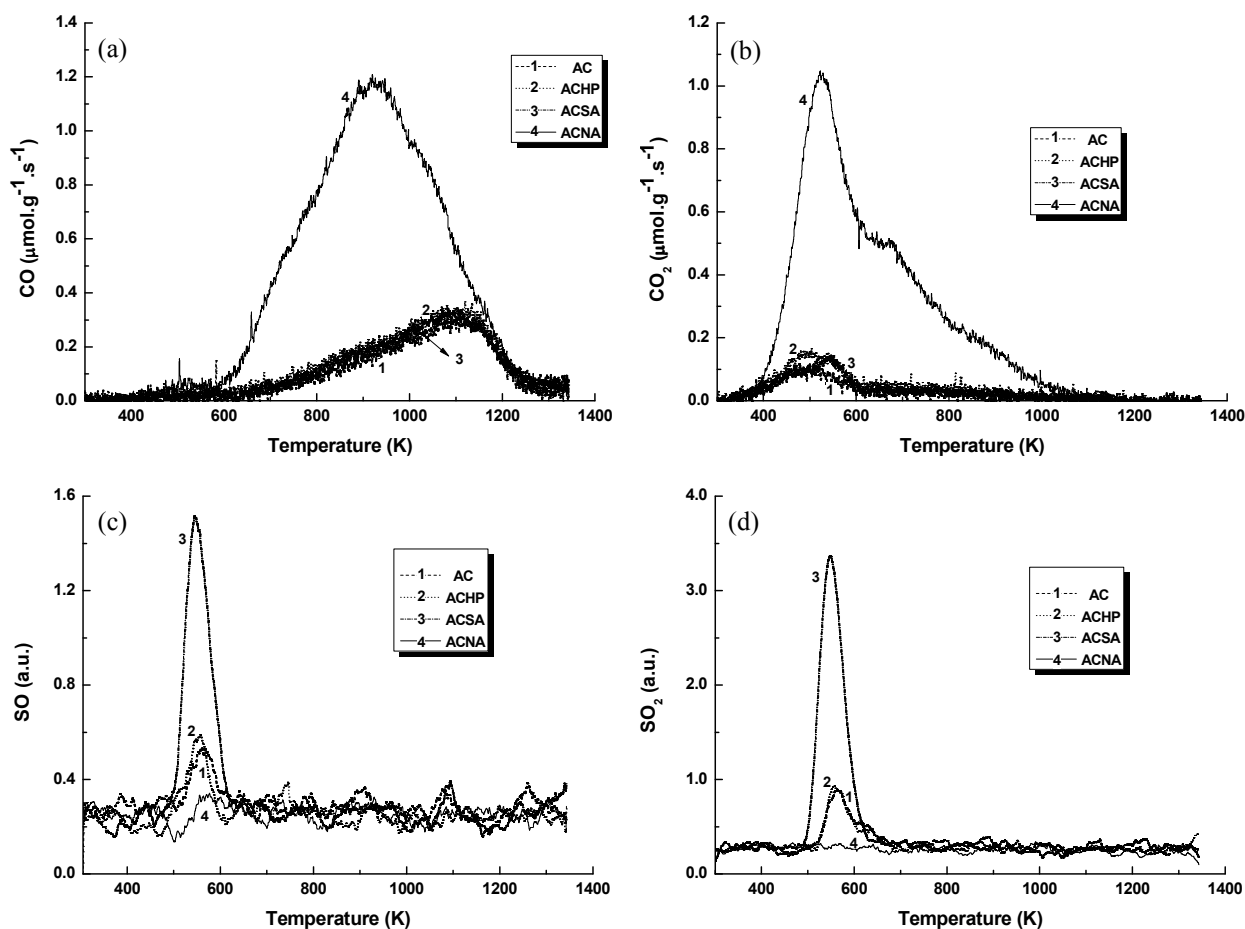 (a)
1.4
1.2
1.0
0.8
0.6
0.4
0.2
0.0
CO (μmol.g⁻¹.s⁻¹)
400 600 800 1000 1200 1400
Temperature (K)
1 AC
2 ACHP
3 ACSA
4 ACNA
4
2
1
3
(b)
1.2
1.0
0.8
0.6
0.4
0.2
0.0
CO₂ (μmol.g⁻¹.s⁻¹)
400 600 800 1000 1200 1400
Temperature (K)
1 AC
2 ACHP
3 ACSA
4 ACNA
4
2
3
1
(c)
1.6
1.2
0.8
0.4
0.0
SO (a.u.)
400 600 800 1000 1200 1400
Temperature (K)
1 AC
2 ACHP
3 ACSA
4 ACNA
3
2
1
4
(d)
4.0
3.0
2.0
1.0
0.0
SO₂ (a.u.)
400 600 800 1000 1200 1400
Temperature (K)
1 AC
2 ACHP
3 ACSA
4 ACNA
3
2
1
4